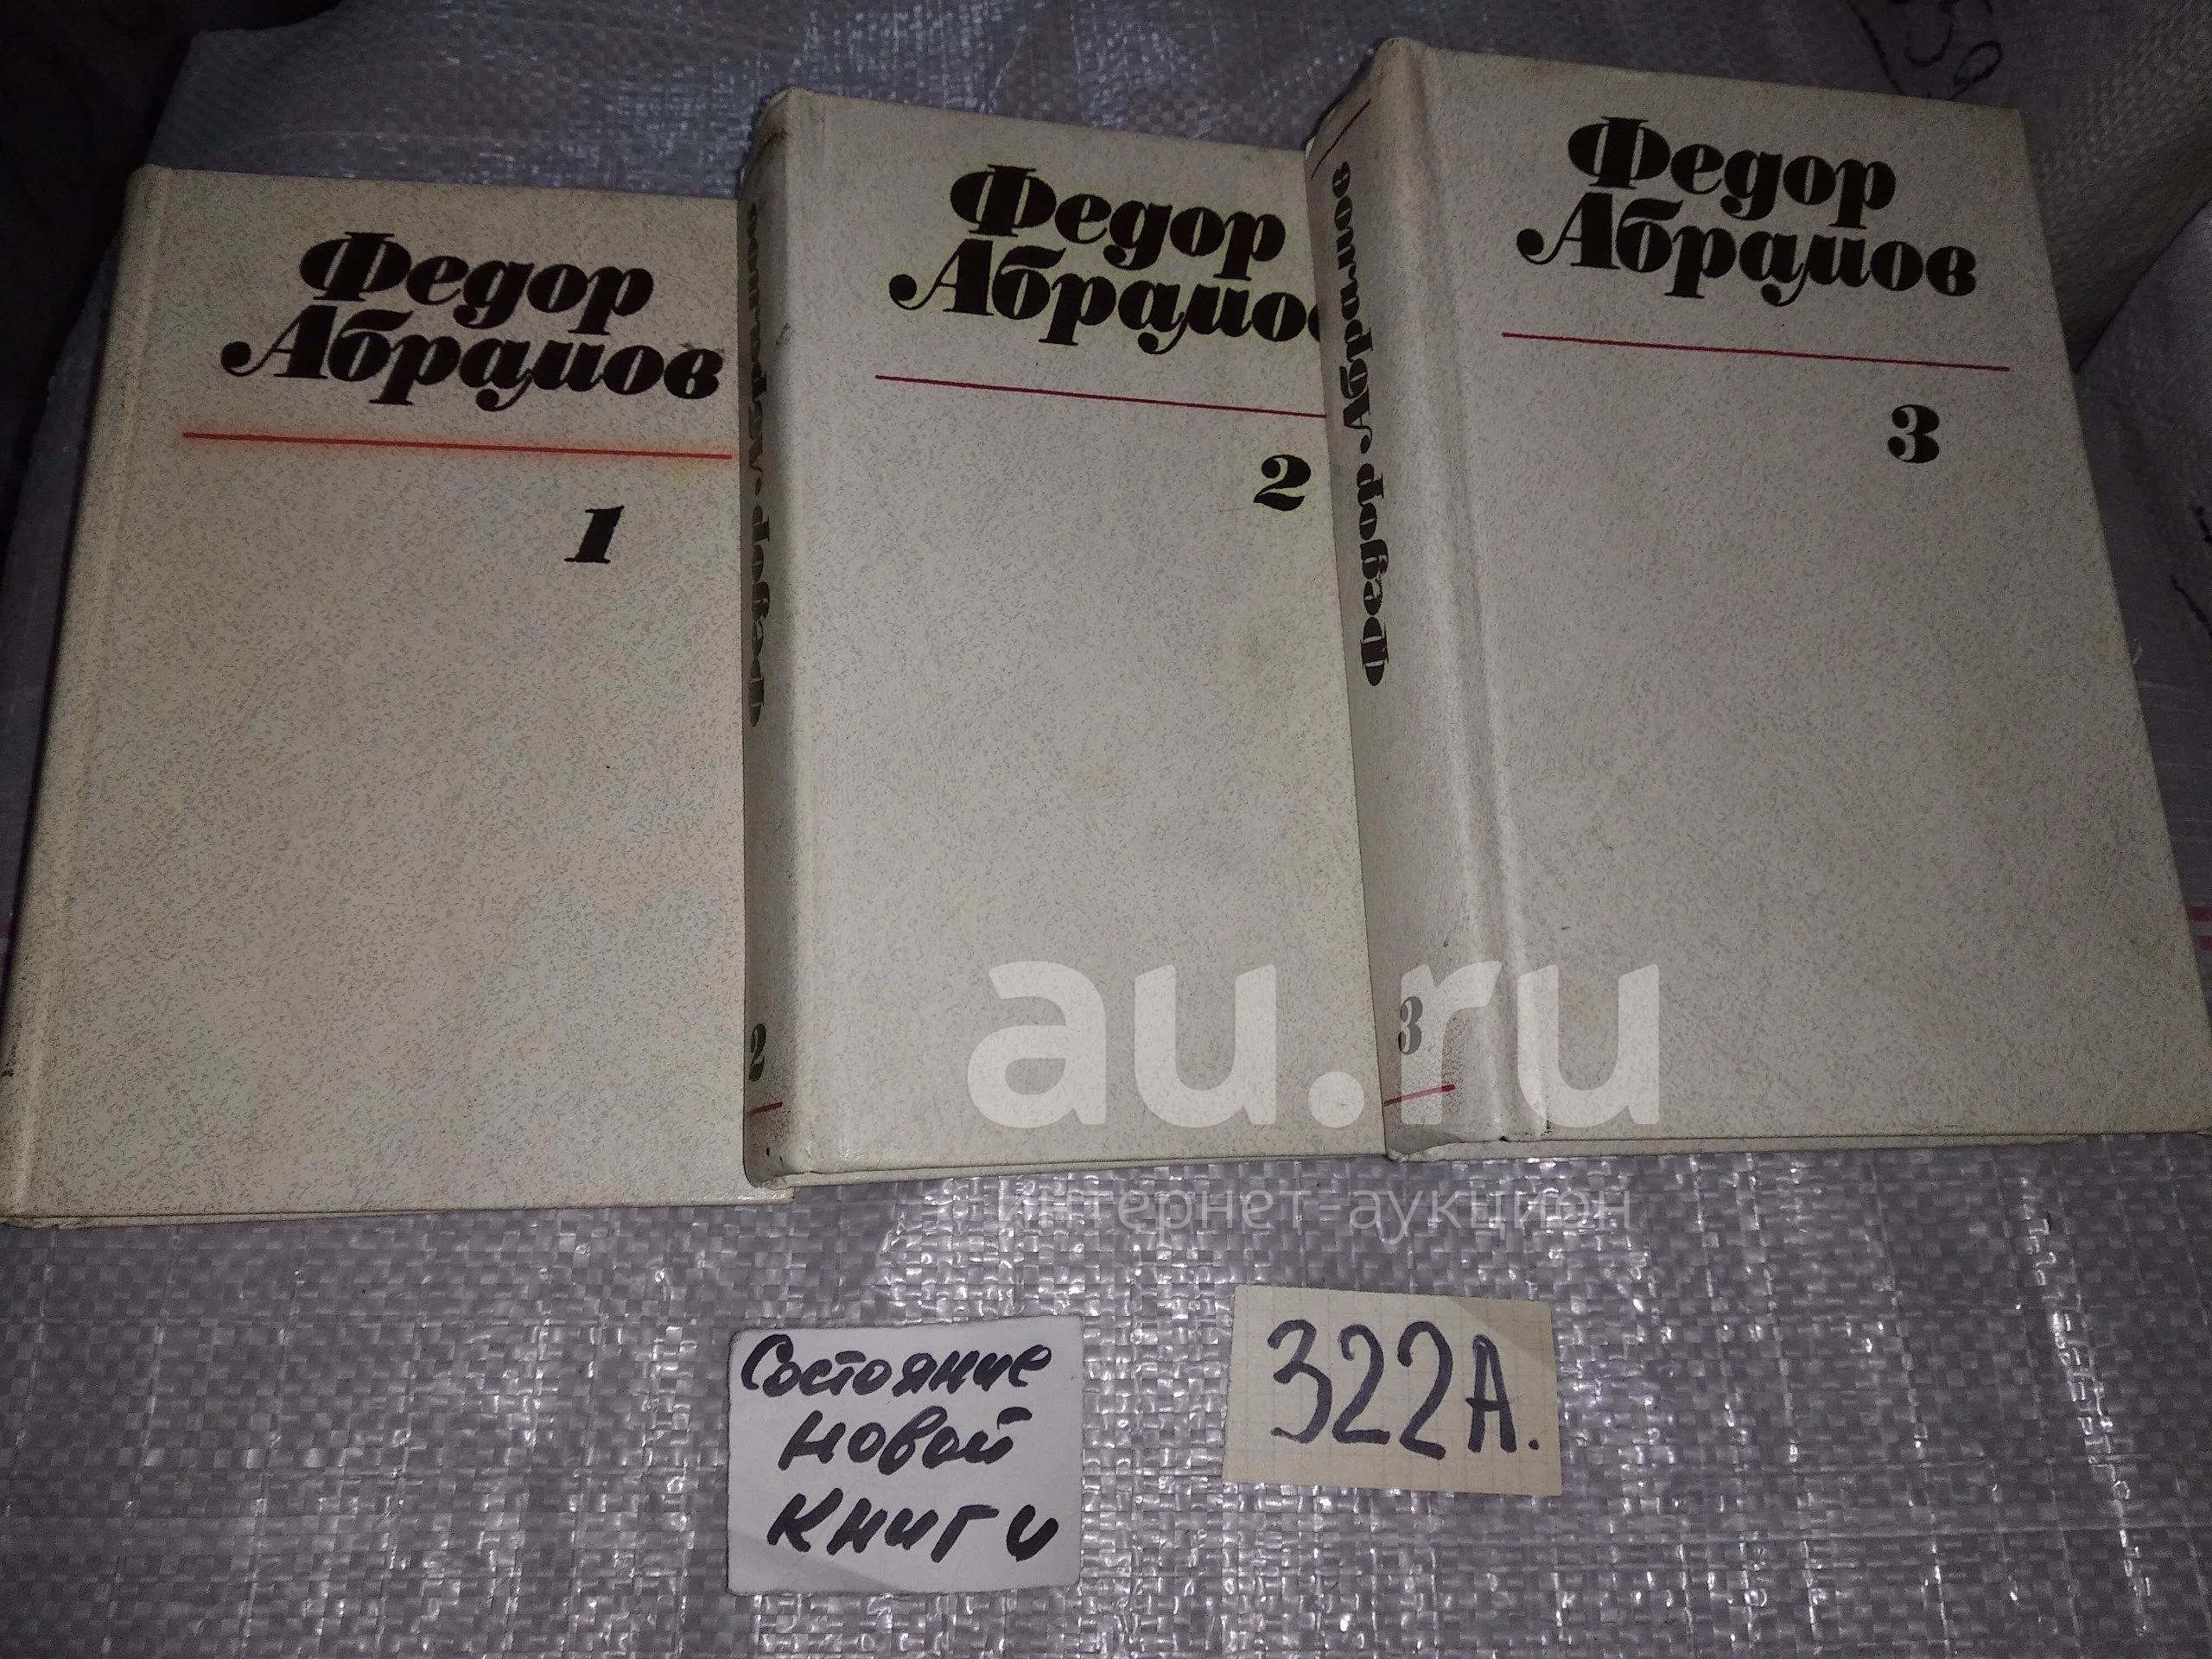 Федор
Абрамов
1
Федор Абрамов
2
Федор
Абрамо
2
Федор Абрамов
3
Федор
Абрамов
3
au.ru
интернет-аукцион
Состояние
новой
книги
322А.